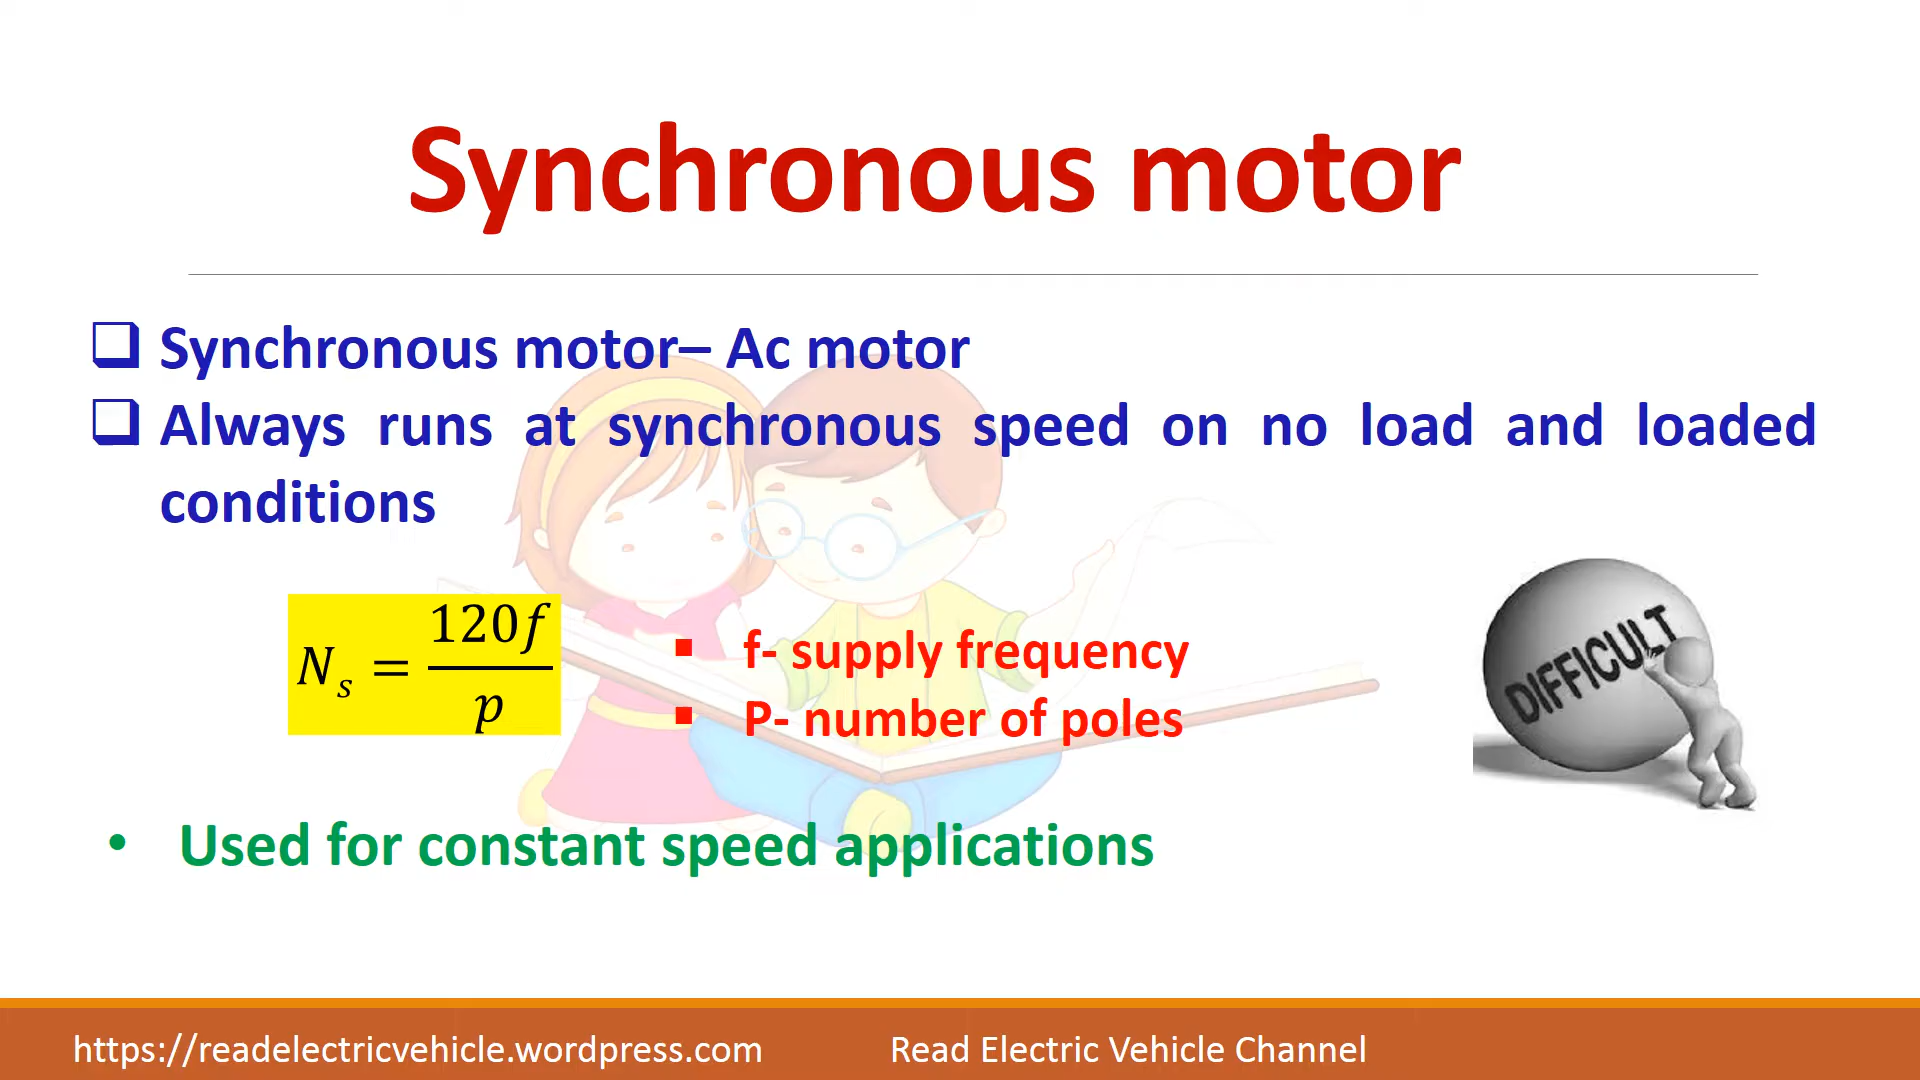 Synchronous motor
❑ Synchronous motor– Ac motor
❑ Always runs at synchronous speed on no load and loaded
conditions
N_s = 120f / p
▪ f- supply frequency
▪ P- number of poles
DIFFICULT
• Used for constant speed applications
https://readelectricvehicle.wordpress.com
Read Electric Vehicle Channel